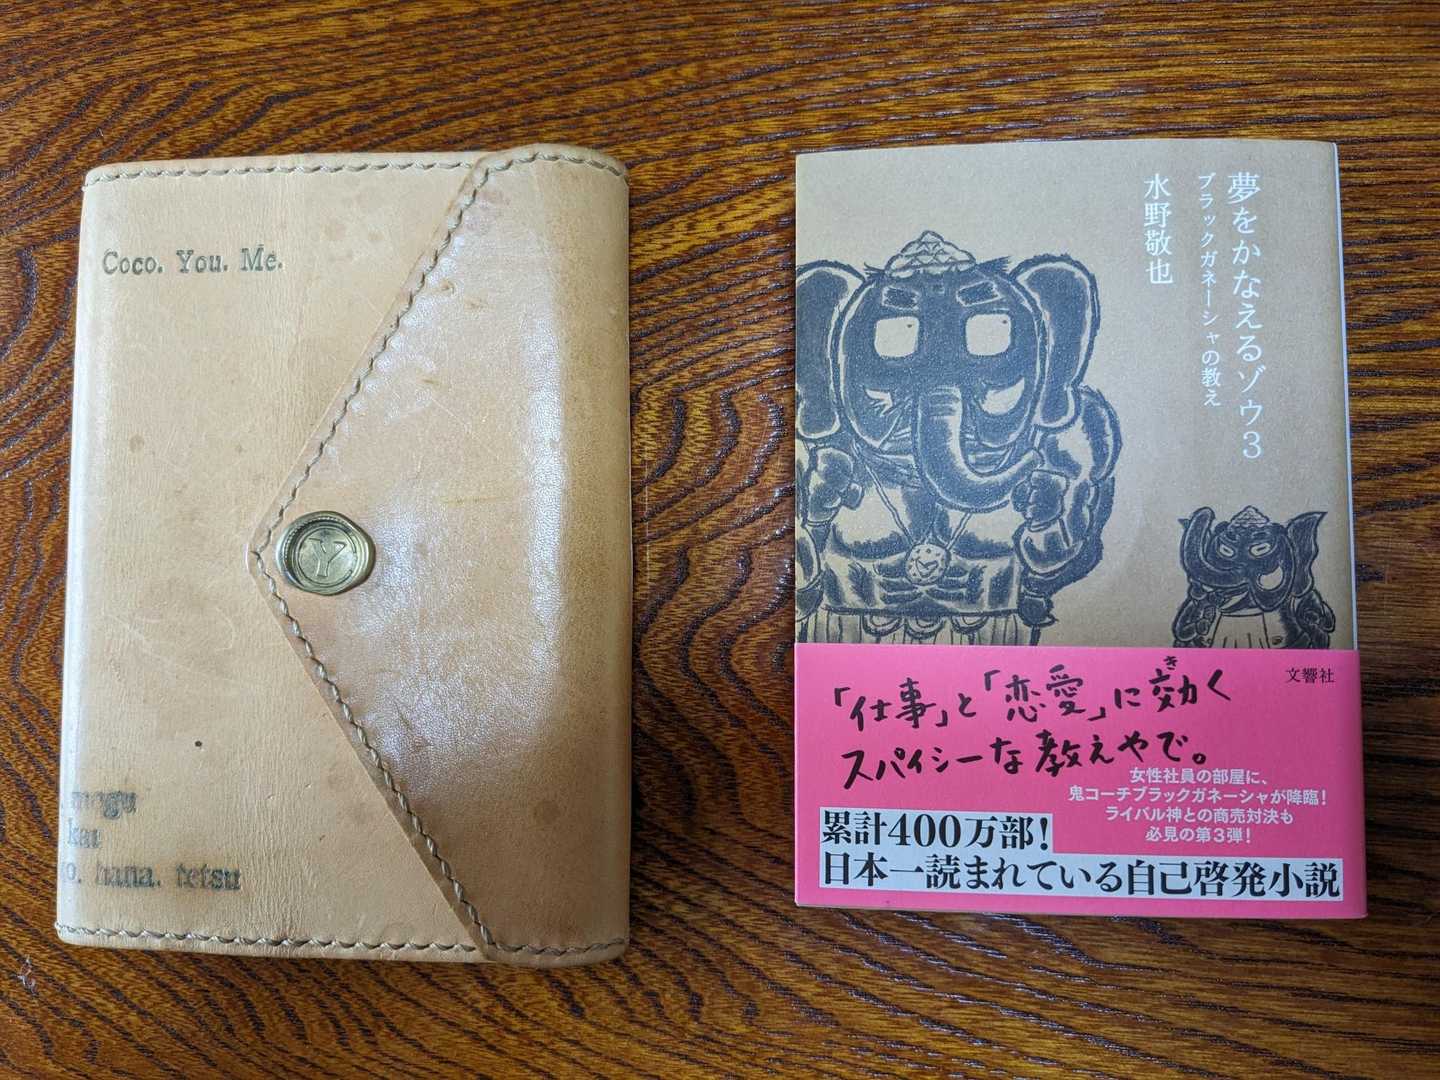 Coco. You. Me.
Y
mogu
kau
o. hana. tetsu
夢をかなえるゾウ3
ブラックガネーシャの教え
水野敬也
文響社
「仕事」と「恋愛」に効く
き
スパイシーな教えやで。
女性社員の部屋に、
鬼コーチブラックガネーシャが降臨!
ライバル神との商売対決も
必見の第3弾!
累計400万部!
日本一読まれている自己啓発小説